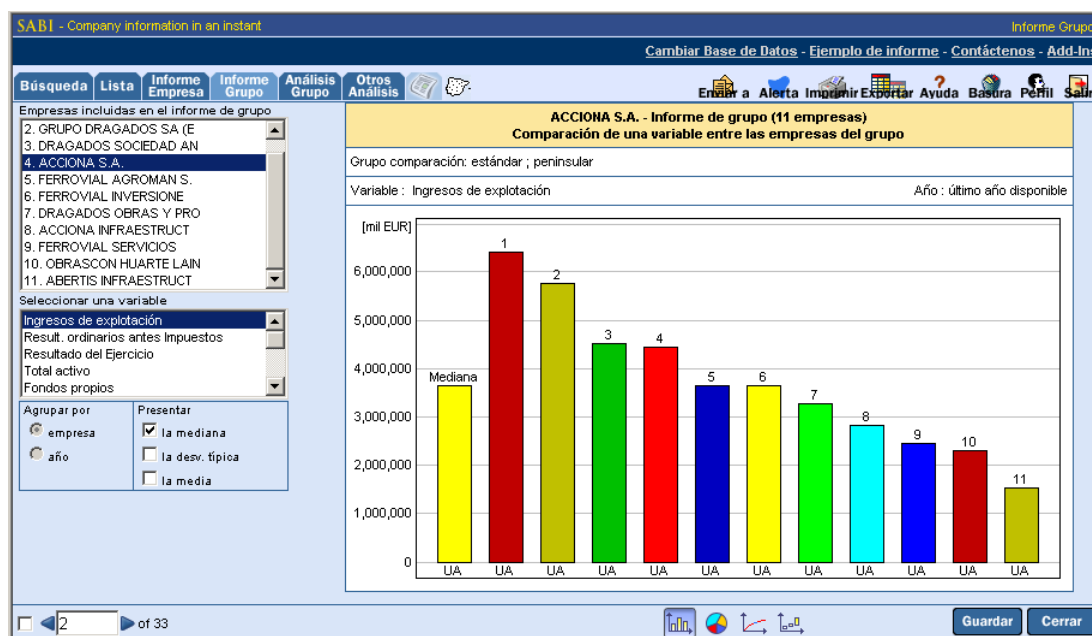 SABI - Company information in an instant
Informe Grupo
Cambiar Base de Datos - Ejemplo de informe - Contáctenos - Add-Ins
Búsqueda
Lista
Informe Empresa
Informe Grupo
Análisis Grupo
Otros Análisis
Enviar a
Alerta
Imprimir
Exportar
Ayuda
Basura
Perfil
Salir
Empresas incluidas en el informe de grupo
2. GRUPO DRAGADOS SA (E
3. DRAGADOS SOCIEDAD AN
4. ACCIONA S.A.
5. FERROVIAL AGROMAN S.
6. FERROVIAL INVERSIONE
7. DRAGADOS OBRAS Y PRO
8. ACCIONA INFRAESTRUCT
9. FERROVIAL SERVICIOS
10. OBRASCON HUARTE LAIN
11. ABERTIS INFRAESTRUCT
Seleccionar una variable
Ingresos de explotación
Result. ordinarios antes Impuestos
Resultado del Ejercicio
Total activo
Fondos propios
Agrupar por
empresa
año
Presentar
la mediana
la desv. típica
la media
ACCIONA S.A. - Informe de grupo (11 empresas)
Comparación de una variable entre las empresas del grupo
Grupo comparación: estándar ; peninsular
Variable : Ingresos de explotación
Año : último año disponible
[mil EUR]
6,000,000
5,000,000
4,000,000
3,000,000
2,000,000
1,000,000
0
Mediana
1
2
3
4
5
6
7
8
9
10
11
UA UA UA UA UA UA UA UA UA UA UA UA
2
of 33
Guardar
Cerrar